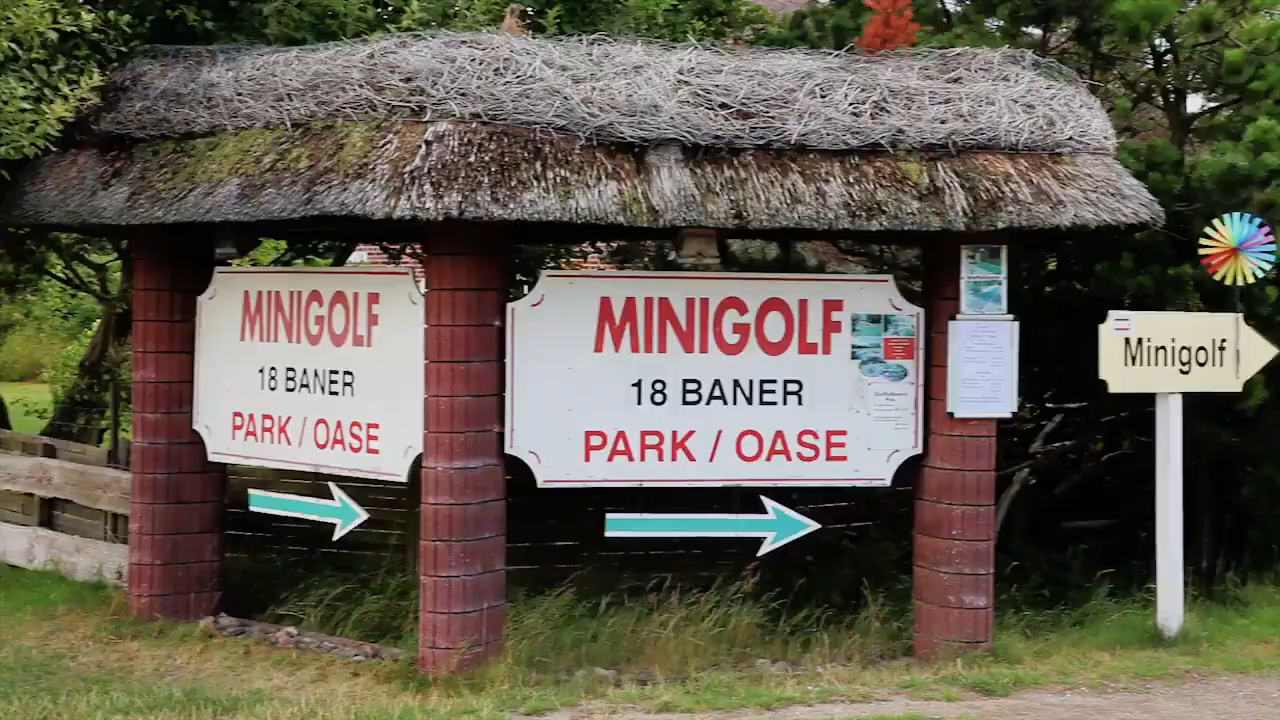 MINIGOLF
18 BANER
PARK / OASE
MINIGOLF
18 BANER
PARK / OASE
Minigolf